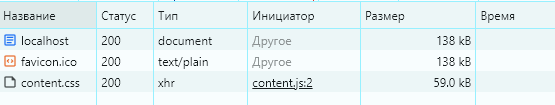 Название Статус Тип Инициатор Размер Время
localhost 200 document Другое 138 kB
favicon.ico 200 text/plain Другое 138 kB
content.css 200 xhr content.js:2 59.0 kB